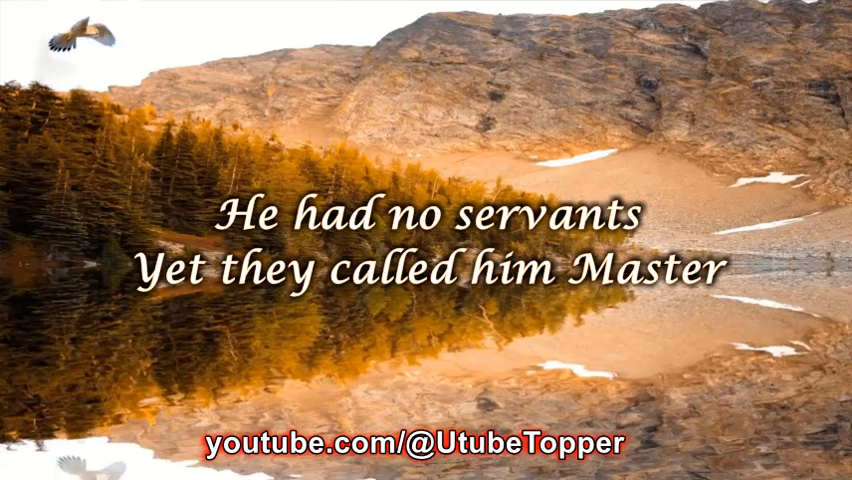 He had no servants
Yet they called him Master
youtube.com/@UtubeTopper